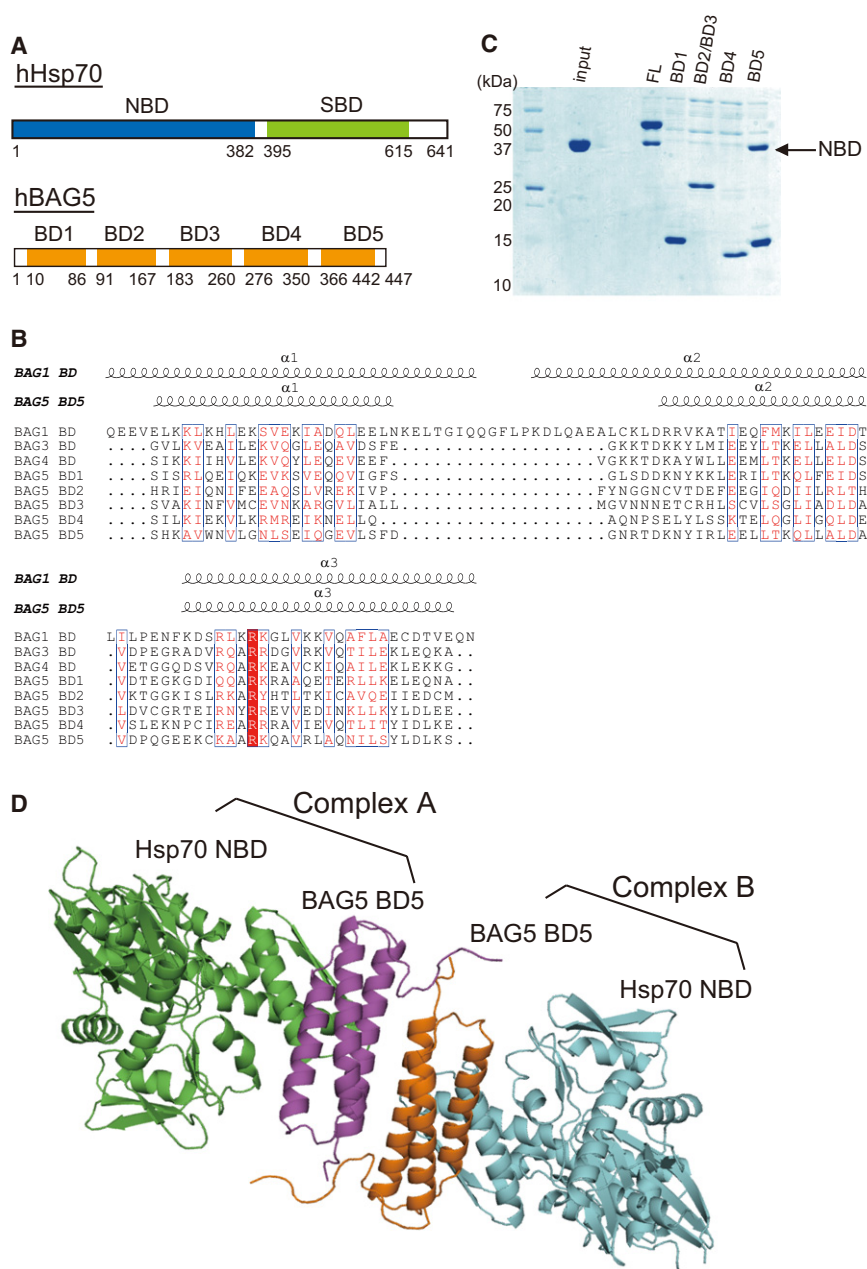 A
hHsp70
NBD SBD
1 382 395 615 641
hBAG5
BD1 BD2 BD3 BD4 BD5
1 10 86 91 167 183 260 276 350 366 442 447
C
input FL BD1 BD2/BD3 BD4 BD5
(kDa)
75
50
37
25
20
15
10
NBD
B
α1 α2
BAG1 BD
α1 α2
BAG5 BD5
BAG1 BD QEEVELKKLKHLEKSVEKIADQLEELNKELTGIQQGFLPKDLQAEALCKLDRRVKATIEQFMKILEEIDT
BAG3 BD ....GVLKVEAILEKVQGLEQAVDSFE..............GKKTDKKYLMIEEYLTKELLALDS
BAG4 BD ....SIKKIIHVLEKVQYLEQEVEEF..............VGKKTDKAYWLLEEMLTKELLELDS
BAG5 BD1 ....SISRLQEIQKEVKSVEQQVIGFS..............GLSDDKNYKKLERILTKQLFEIDS
BAG5 BD2 ....HRIEIQNIFEEAQSLVREKIVP..............FYNGGNCVTDEFEEGIQDIILRLTH
BAG5 BD3 ....SVAKINFVMCEVNKARGVLIALL..............MGVNNNETCRHLSCVLSGLIADLDA
BAG5 BD4 ....SILKIEKVLKRMREIKNELLQ..............AQNPSELYLSSKTELQGLIGQLDE
BAG5 BD5 ....SHKAVWNVLGNLSEIQGEVLSFD..............GNRTDKNYIRLEELLTKQLLALDA
α3
BAG1 BD
α3
BAG5 BD5
BAG1 BD LILPENFKDSRLKRKGLVKKVQAFLAECDTVEQN
BAG3 BD .VDPEGRADVRQARRDGVRKVQTILEKLEQKA..
BAG4 BD .VETGGQDSVRQARKEAVCKIQAILEKLEKKG..
BAG5 BD1 .VDTEGKGDIQQARKRAAQETERLLKELEQNA..
BAG5 BD2 .VKTGGKISLRKARYHTLTKICAVQEIIEDCM..
BAG5 BD3 .LDVCGRTEIRNYRREVVEDINKLLKYLDLEE..
BAG5 BD4 .VSLEKNPCIREARRRAVIEVQTLITYIDLKE..
BAG5 BD5 .VDPQGEEKCKAARKQAVRLAQNILSYLDLKS..
D
Complex A
Hsp70 NBD
BAG5 BD5
Complex B
BAG5 BD5
Hsp70 NBD